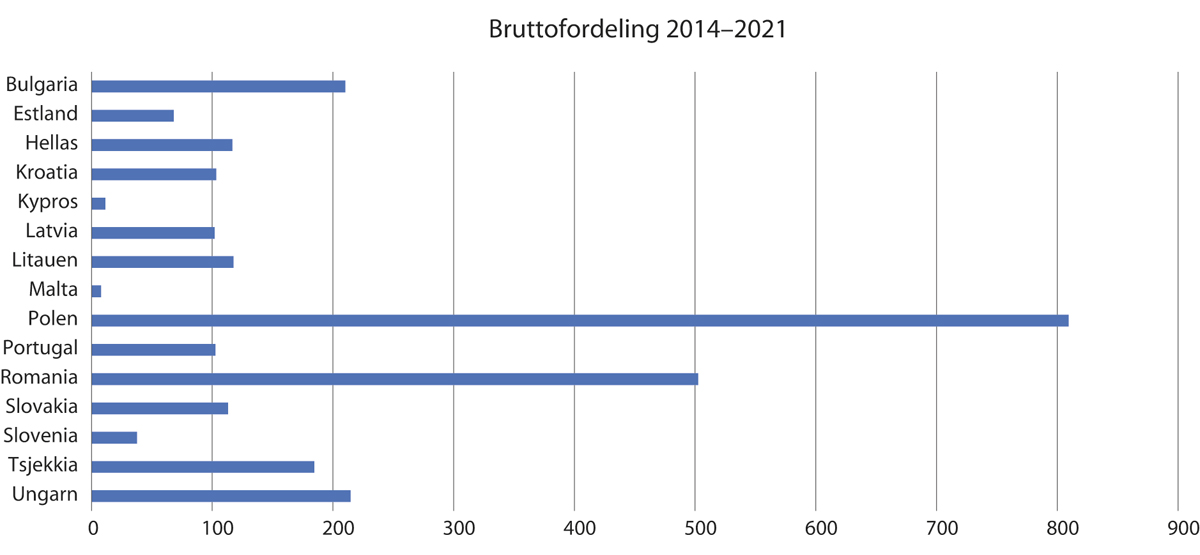 Bruttofordeling 2014–2021
Bulgaria
Estland
Hellas
Kroatia
Kypros
Latvia
Litauen
Malta
Polen
Portugal
Romania
Slovakia
Slovenia
Tsjekkia
Ungarn
0 100 200 300 400 500 600 700 800 900